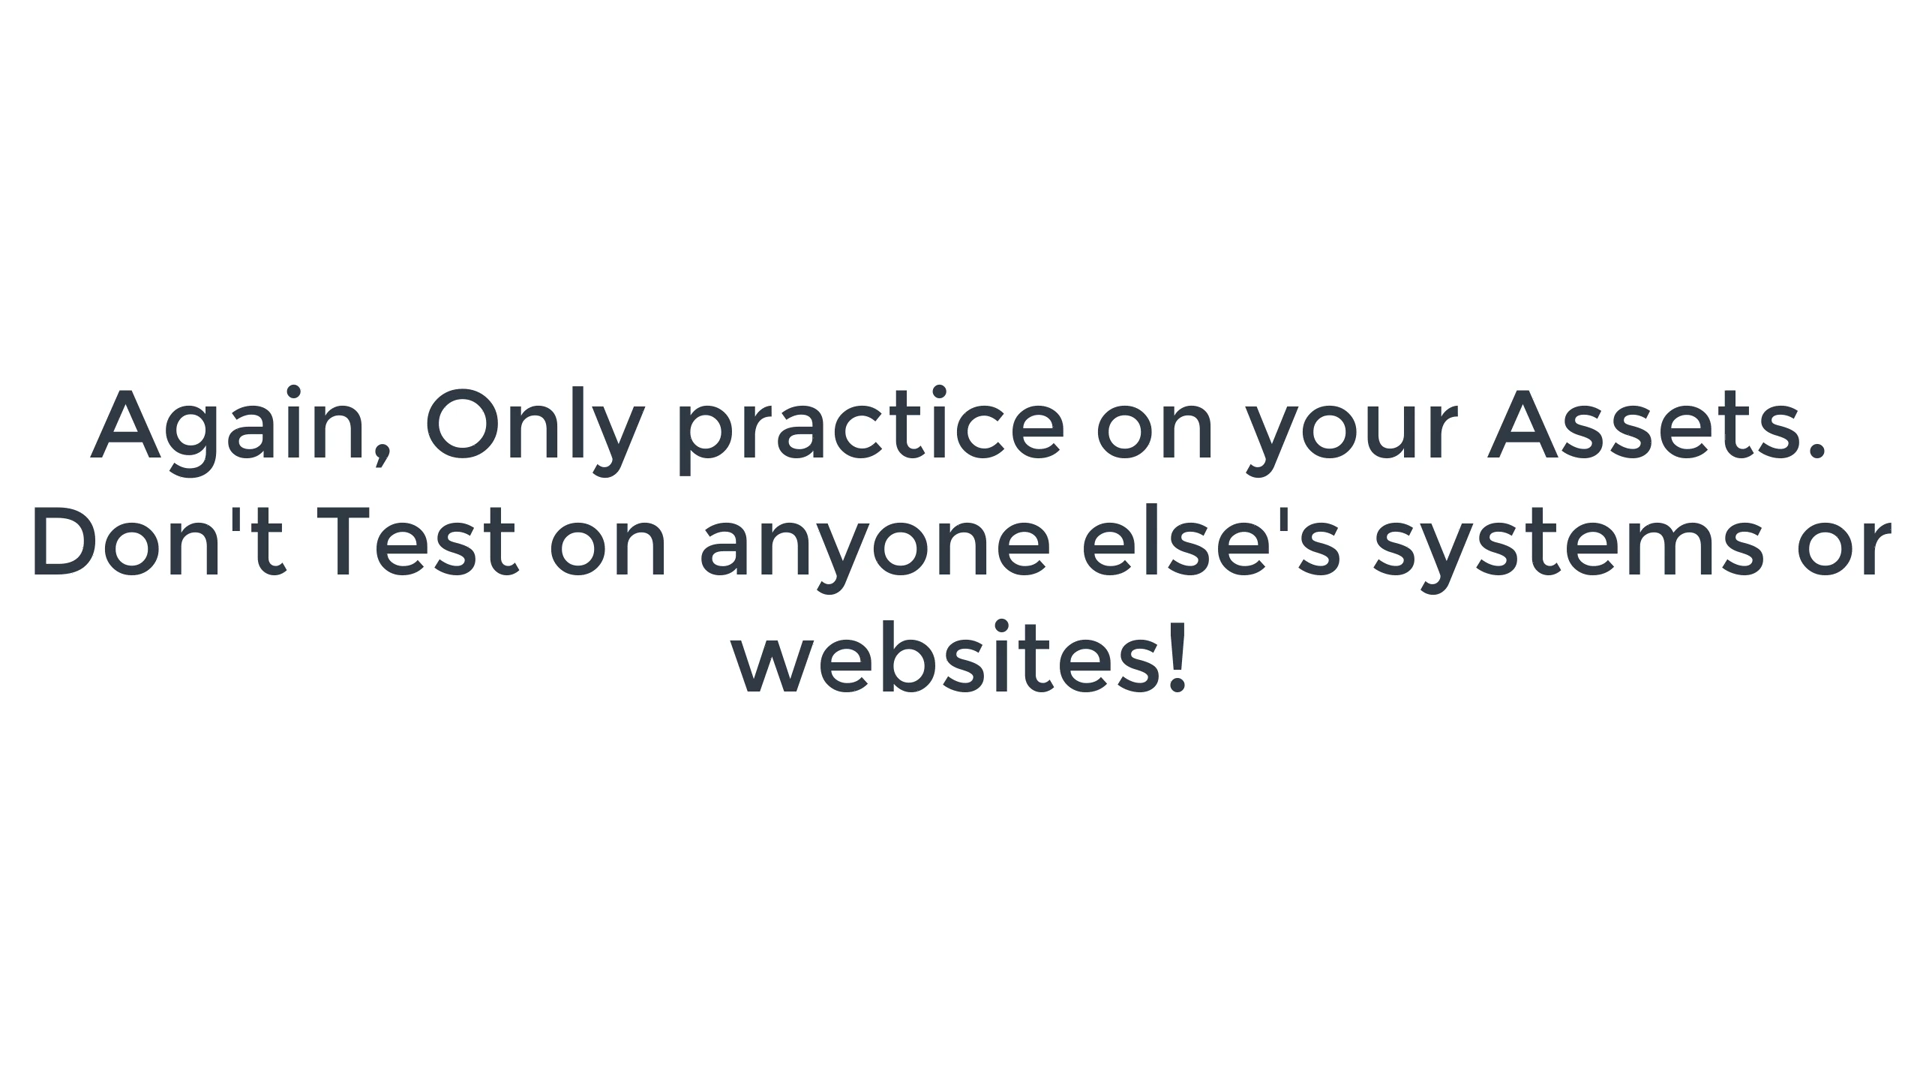 Again, Only practice on your Assets.
Don't Test on anyone else's systems or
websites!